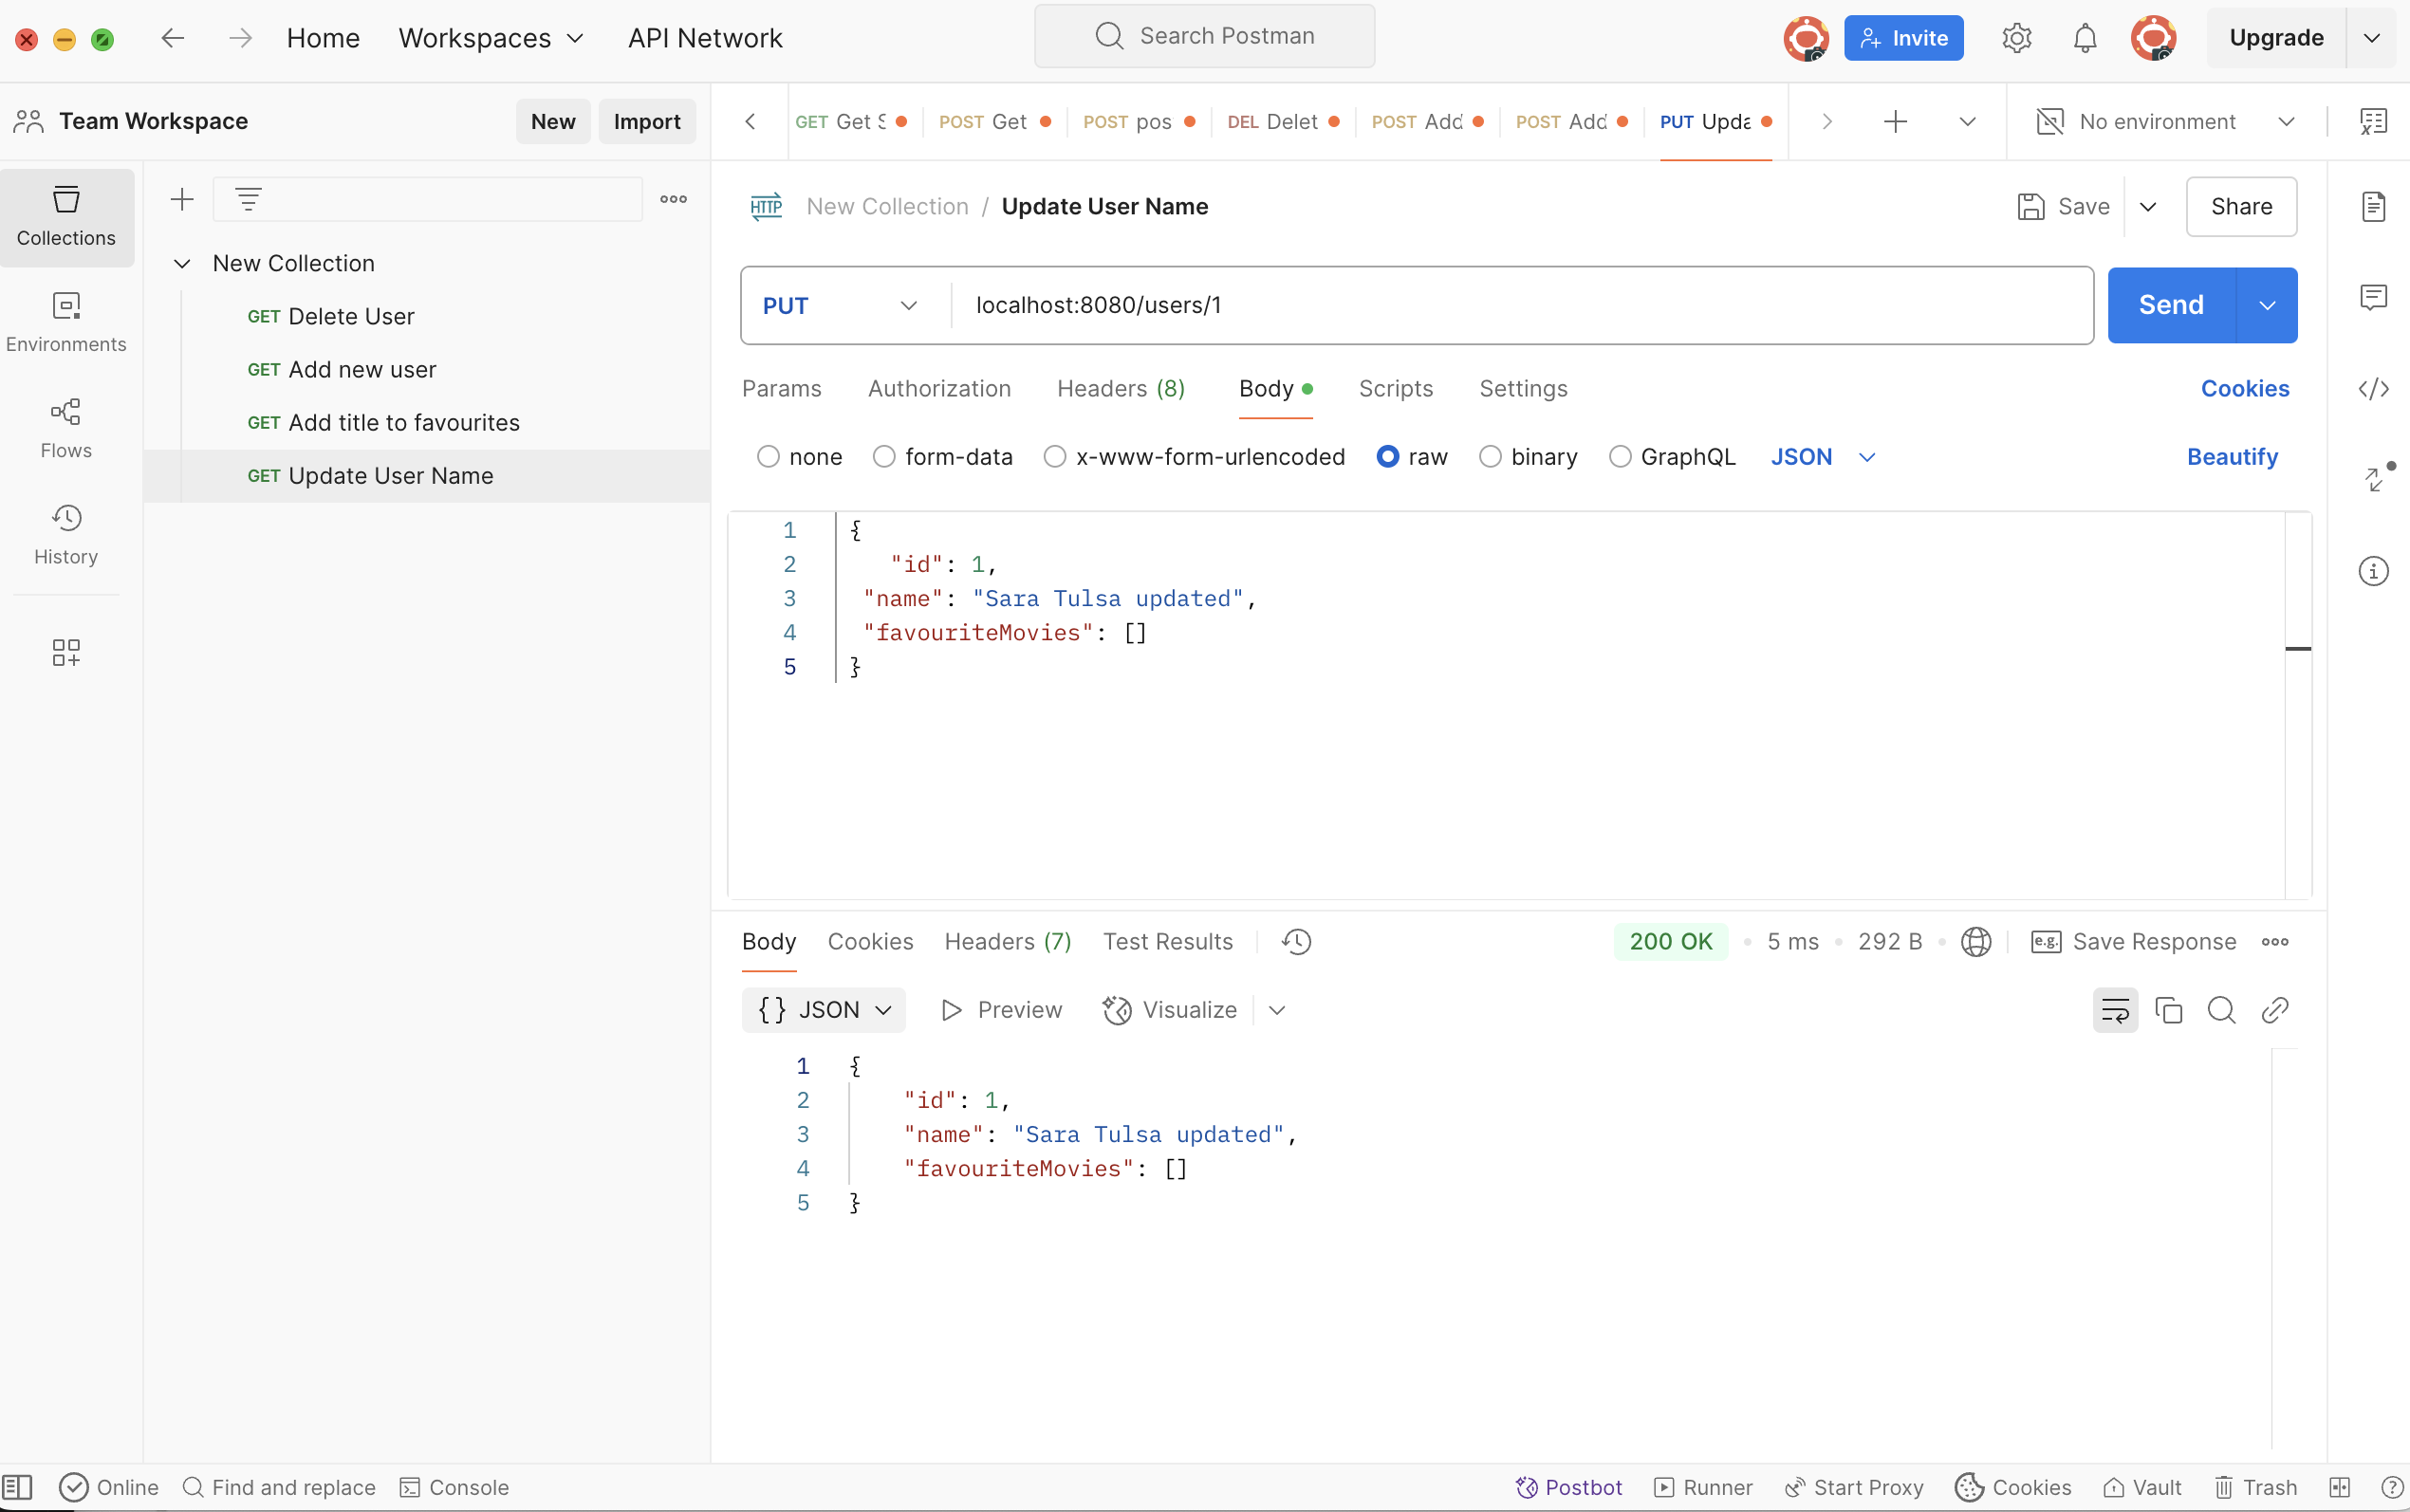 Home Workspaces API Network Search Postman Invite Upgrade
Team Workspace New Import
GET Get S POST Get POST pos DEL Delet POST Add POST Add PUT Upda No environment
Collections
Environments
Flows
History
New Collection
GET Delete User
GET Add new user
GET Add title to favourites
GET Update User Name
HTTP New Collection / Update User Name Save Share
PUT localhost:8080/users/1 Send
Params Authorization Headers (8) Body Scripts Settings Cookies
none form-data x-www-form-urlencoded raw binary GraphQL JSON Beautify
1 {
2 "id": 1,
3 "name": "Sara Tulsa updated",
4 "favouriteMovies": []
5 }
Body Cookies Headers (7) Test Results 200 OK 5 ms 292 B e.g. Save Response
{} JSON Preview Visualize
1 {
2 "id": 1,
3 "name": "Sara Tulsa updated",
4 "favouriteMovies": []
5 }
Online Find and replace Console Postbot Runner Start Proxy Cookies Vault Trash